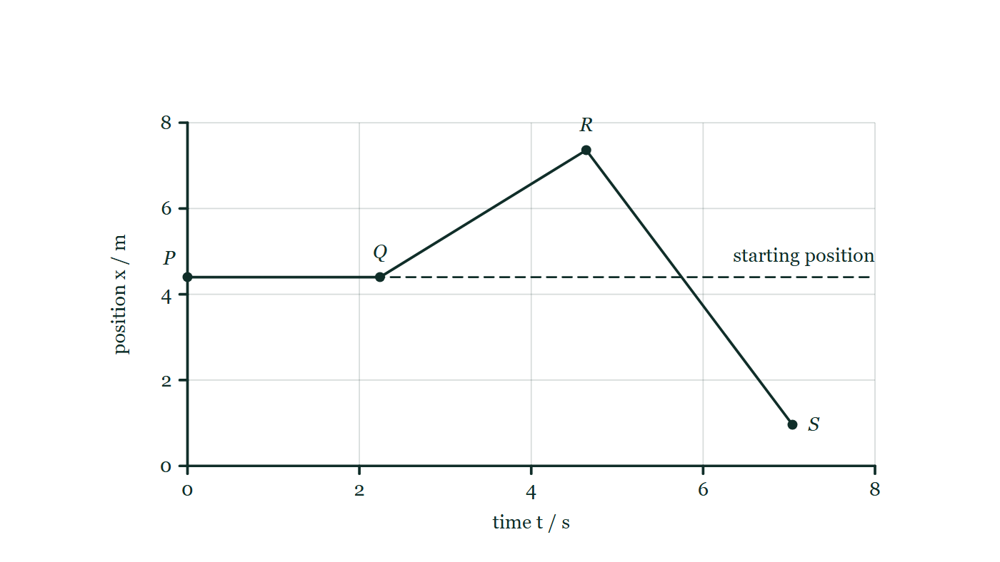 8
R
6
Q
P
starting position
4
2
S
0
0 2 4 6 8
time t / s
position x / m